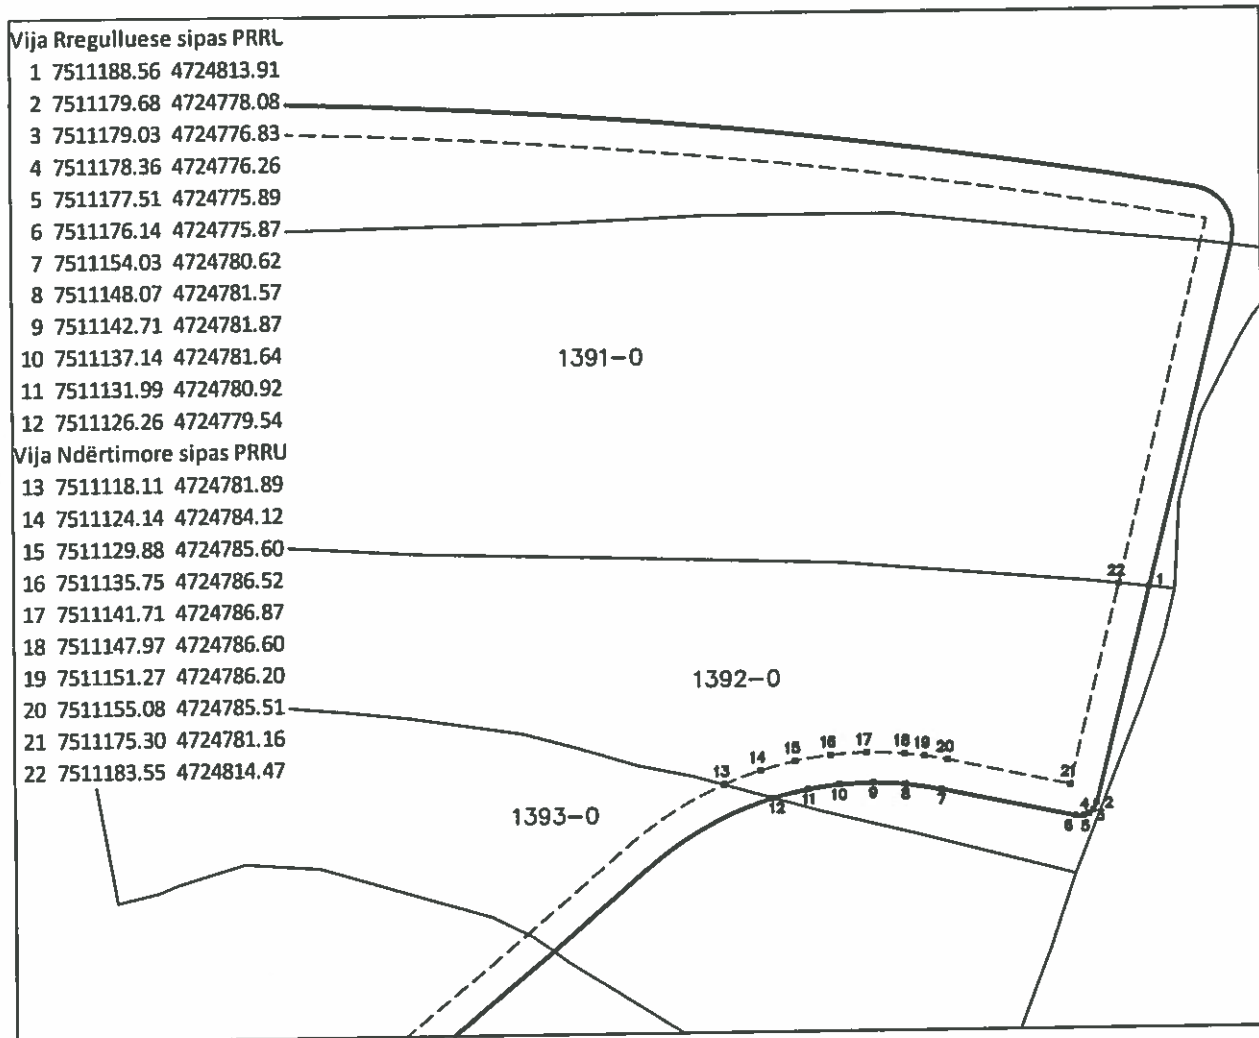 Vija Rregulluese sipas PRRU
1 7511188.56 4724813.91
2 7511179.68 4724778.08
3 7511179.03 4724776.83
4 7511178.36 4724776.26
5 7511177.51 4724775.89
6 7511176.14 4724775.87
7 7511154.03 4724780.62
8 7511148.07 4724781.57
9 7511142.71 4724781.87
10 7511137.14 4724781.64
11 7511131.99 4724780.92
12 7511126.26 4724779.54
Vija Ndërtimore sipas PRRU
13 7511118.11 4724781.89
14 7511124.14 4724784.12
15 7511129.88 4724785.60
16 7511135.75 4724786.52
17 7511141.71 4724786.87
18 7511147.97 4724786.60
19 7511151.27 4724786.20
20 7511155.08 4724785.51
21 7511175.30 4724781.16
22 7511183.55 4724814.47
1391-0
22 1
1392-0
13 14 15 16 17 18 19 20 21
12 11 10 9 8 7 6 5 4 3 2
1393-0